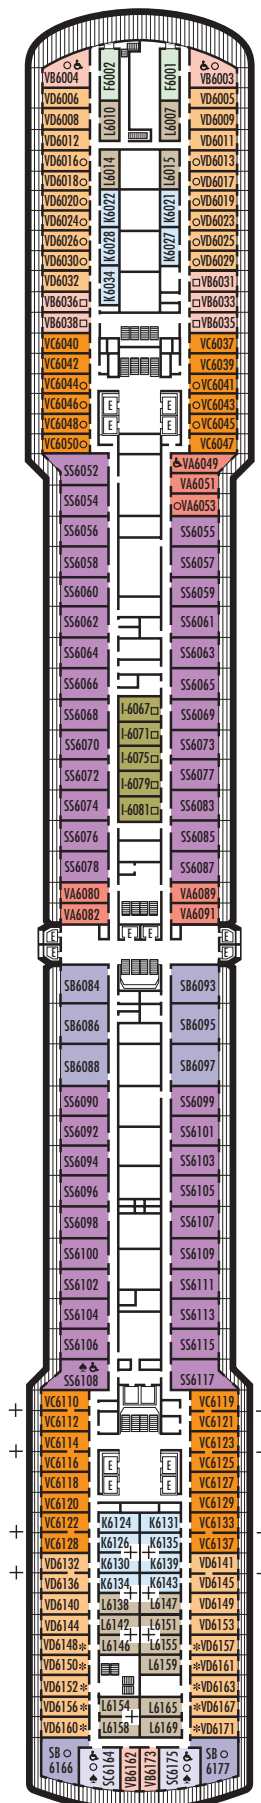 F6002 F6001
VB6004 VB6003
VD6006 VD6005
VD6008 L6010 L6007 VD6009
VD6012 VD6011
VD6016 L6014 L6015 VD6013
VD6018 VD6017
VD6020 K6022 K6021 VD6019
VD6024 VD6023
VD6026 K6028 K6027 VD6025
VD6030 VD6029
VD6032 K6034 VB6031
VB6036 VB6033
VB6038 VB6035
VC6040 VC6037
VC6042 VC6039
VC6044 VC6041
VC6046 E E VC6043
VC6048 E E VC6045
VC6050 VC6047
SS6052 VA6049
VA6051
SS6054 VA6053
SS6056 SS6055
SS6058 SS6057
SS6060 SS6059
SS6062 SS6061
SS6064 SS6063
SS6066 SS6065
SS6068 I-6067 SS6069
I-6071
SS6070 SS6073
I-6075
SS6072 SS6077
I-6079
SS6074 I-6081 SS6083
SS6076 SS6085
SS6078 SS6087
VA6080 VA6089
VA6082 VA6091
E E E E
E E
SB6084 SB6093
SB6086 SB6095
SB6088 SB6097
SS6090 SS6099
SS6092 SS6101
SS6094 SS6103
SS6096 SS6105
SS6098 SS6107
SS6100 SS6109
SS6102 SS6111
SS6104 SS6113
SS6106 SS6115
SS6108 SS6117
VC6110 VC6119
VC6112 VC6121
VC6114 VC6123
VC6116 E E VC6125
VC6118 E E VC6127
VC6120 VC6129
VC6122 K6124 K6131 VC6133
VC6128 K6126 K6135 VC6137
VD6132 K6130 K6139 VD6141
VD6136 K6134 K6143 VD6145
VD6140 L6138 L6147 VD6149
VD6144 L6142 L6151 VD6153
VD6148* L6146 L6155 *VD6157
VD6150* L6159 *VD6161
VD6152* *VD6163
VD6156* L6154 L6165 *VD6167
VD6160* L6158 L6169 *VD6171
SB 6166 SC6164 VB6162 VB6173 SC6175 SB 6177